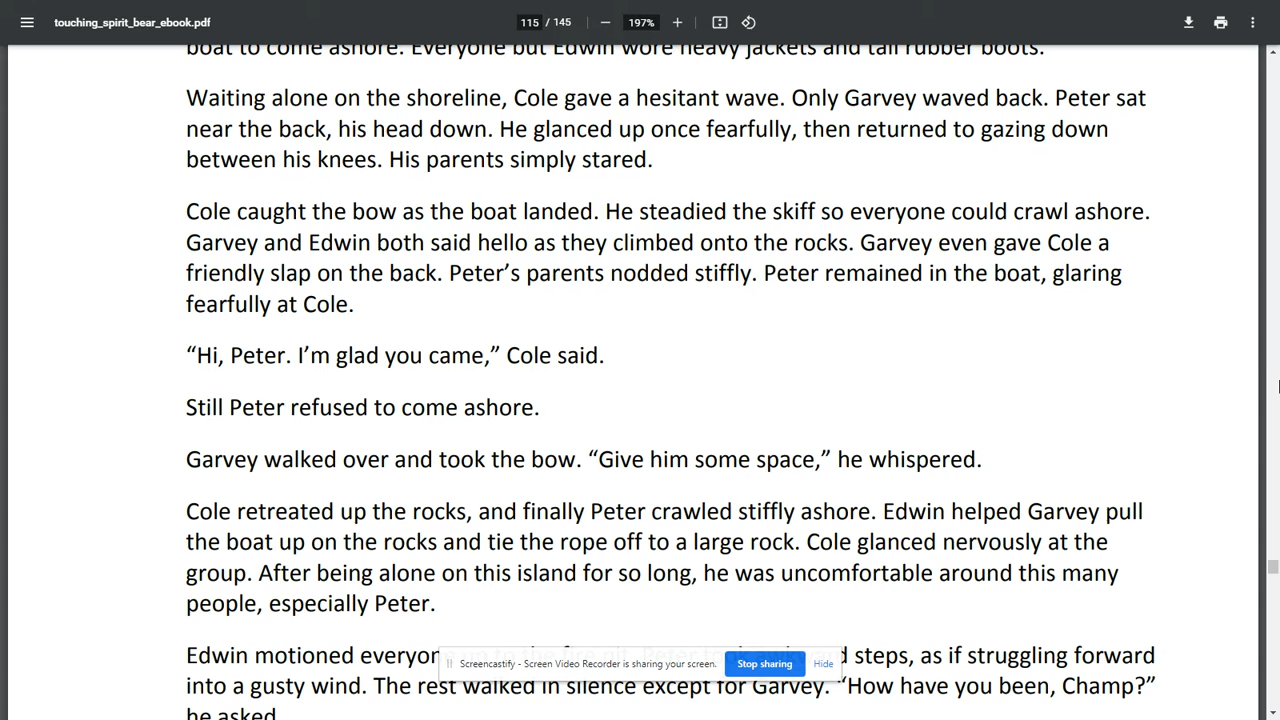 touching_spirit_bear_ebook.pdf
115 / 145
197%
boat to come ashore. Everyone but Edwin wore heavy jackets and tall rubber boots.
Waiting alone on the shoreline, Cole gave a hesitant wave. Only Garvey waved back. Peter sat
near the back, his head down. He glanced up once fearfully, then returned to gazing down
between his knees. His parents simply stared.
Cole caught the bow as the boat landed. He steadied the skiff so everyone could crawl ashore.
Garvey and Edwin both said hello as they climbed onto the rocks. Garvey even gave Cole a
friendly slap on the back. Peter’s parents nodded stiffly. Peter remained in the boat, glaring
fearfully at Cole.
“Hi, Peter. I’m glad you came,” Cole said.
Still Peter refused to come ashore.
Garvey walked over and took the bow. “Give him some space,” he whispered.
Cole retreated up the rocks, and finally Peter crawled stiffly ashore. Edwin helped Garvey pull
the boat up on the rocks and tie the rope off to a large rock. Cole glanced nervously at the
group. After being alone on this island for so long, he was uncomfortable around this many
people, especially Peter.
Edwin motioned everyone up to the fire pit. Peter took steps, as if struggling forward
Screencastify - Screen Video Recorder is sharing your screen. Stop sharing Hide
into a gusty wind. The rest walked in silence except for Garvey. “How have you been, Champ?”
he asked